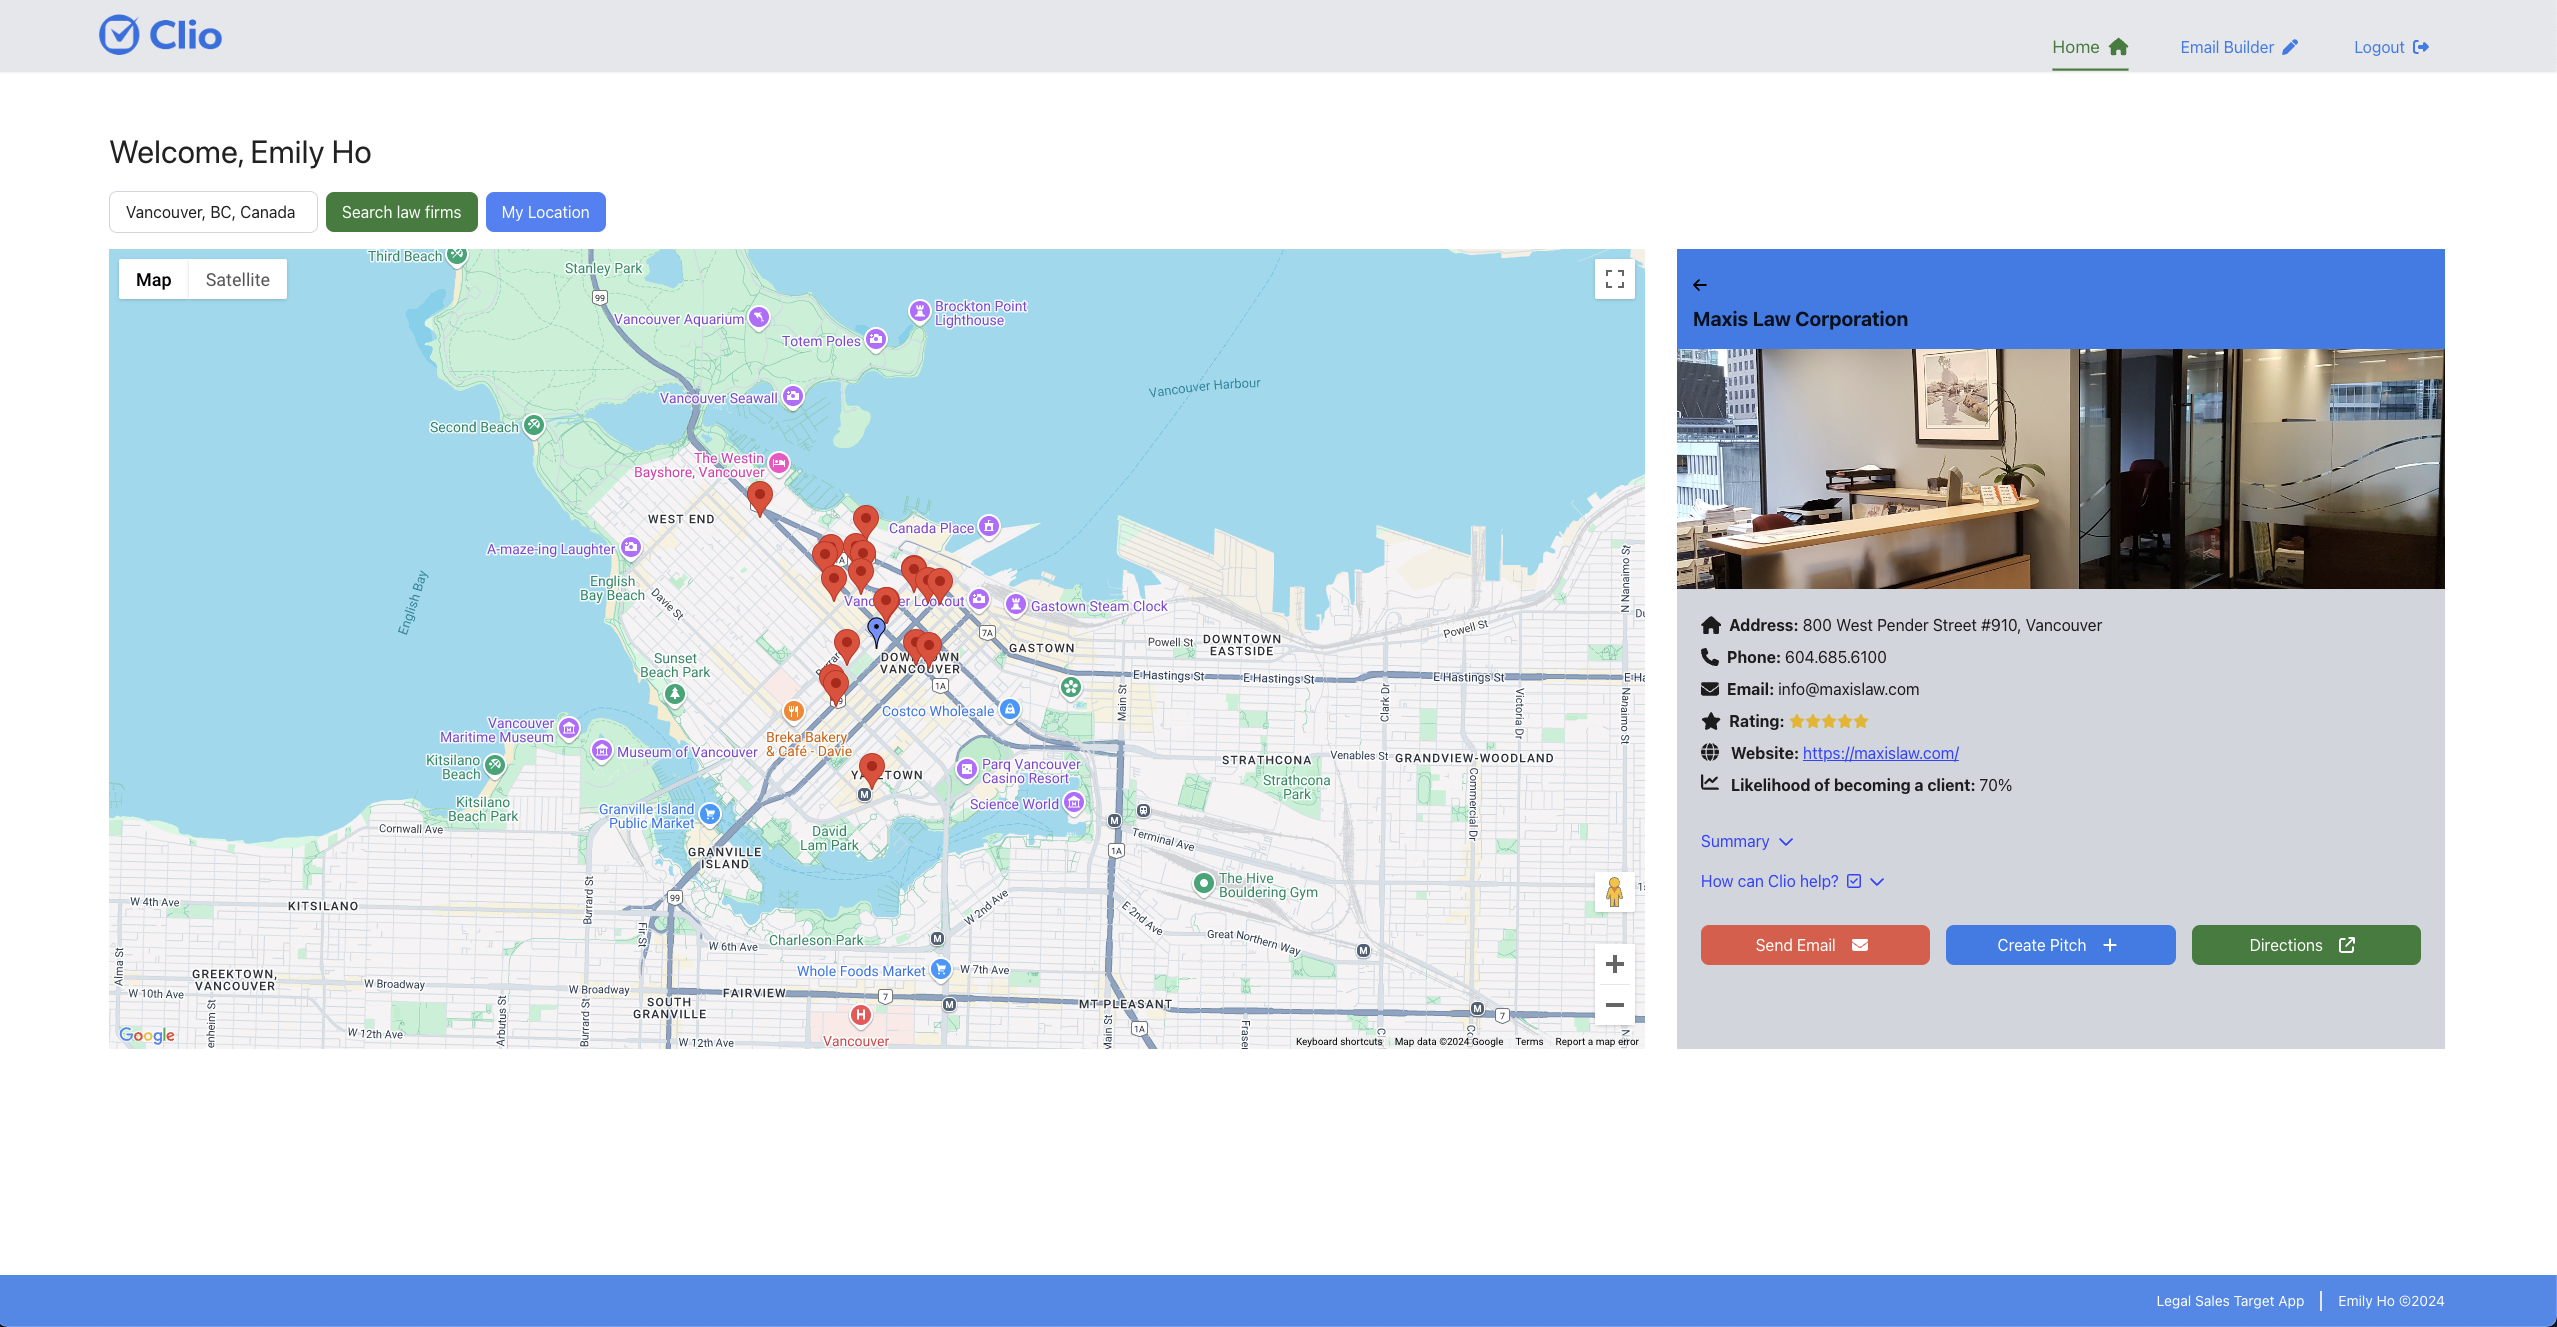 Clio
Home
Email Builder
Logout
Welcome, Emily Ho
Vancouver, BC, Canada
Search law firms
My Location
Map
Satellite
Third Beach
Stanley Park
99
Brockton Point
Lighthouse
Vancouver Aquarium
Totem Poles
Vancouver Harbour
Vancouver Seawall
Second Beach
The Westin
Bayshore, Vancouver
WEST END
Canada Place
A-maze-ing Laughter
English
Bay Beach
English Bay
Davie St
Gastown Steam Clock
7A
GASTOWN
Powell St
DOWNTOWN
EASTSIDE
Powell St
N Nanaimo St
VANCOUVER
1A
E Hastings St
E Hastings St
E Hastings St
Sunset
Beach Park
Main St
Clark Dr
Victoria Dr
Nanaimo St
Costco Wholesale
Vancouver
Maritime Museum
Museum of Vancouver
Breka Bakery
& Café - Davie
Kitsilano
Beach
Parq Vancouver
Casino Resort
STRATHCONA
Venables St
GRANDVIEW-WOODLAND
Strathcona
Park
Kitsilano
Beach Park
Science World
Commercial Dr
Granville Island
Public Market
Cornwall Ave
David
Lam Park
Terminal Ave
1A
GRANVILLE
ISLAND
The Hive
Bouldering Gym
W 4th Ave
KITSILANO
Burrard St
99
W 2nd Ave
E 2nd Ave
Great Northern Way
Fir St
W 6th Ave
Charleson Park
Alma St
GREEKTOWN,
VANCOUVER
W 10th Ave
W Broadway
W Broadway
Whole Foods Market
W 7th Ave
FAIRVIEW
7
SOUTH
GRANVILLE
MT PLEASANT
7
Arbutus St
Burrard St
W 12th Ave
W 12th Ave
H
Vancouver
Main St
1A
Google
Keyboard shortcuts
Map data ©2024 Google
Terms
Report a map error
Maxis Law Corporation
Address: 800 West Pender Street #910, Vancouver
Phone: 604.685.6100
Email: info@maxislaw.com
Rating:
Website: https://maxislaw.com/
Likelihood of becoming a client: 70%
Summary
How can Clio help?
Send Email
Create Pitch
Directions
Legal Sales Target App
Emily Ho ©2024